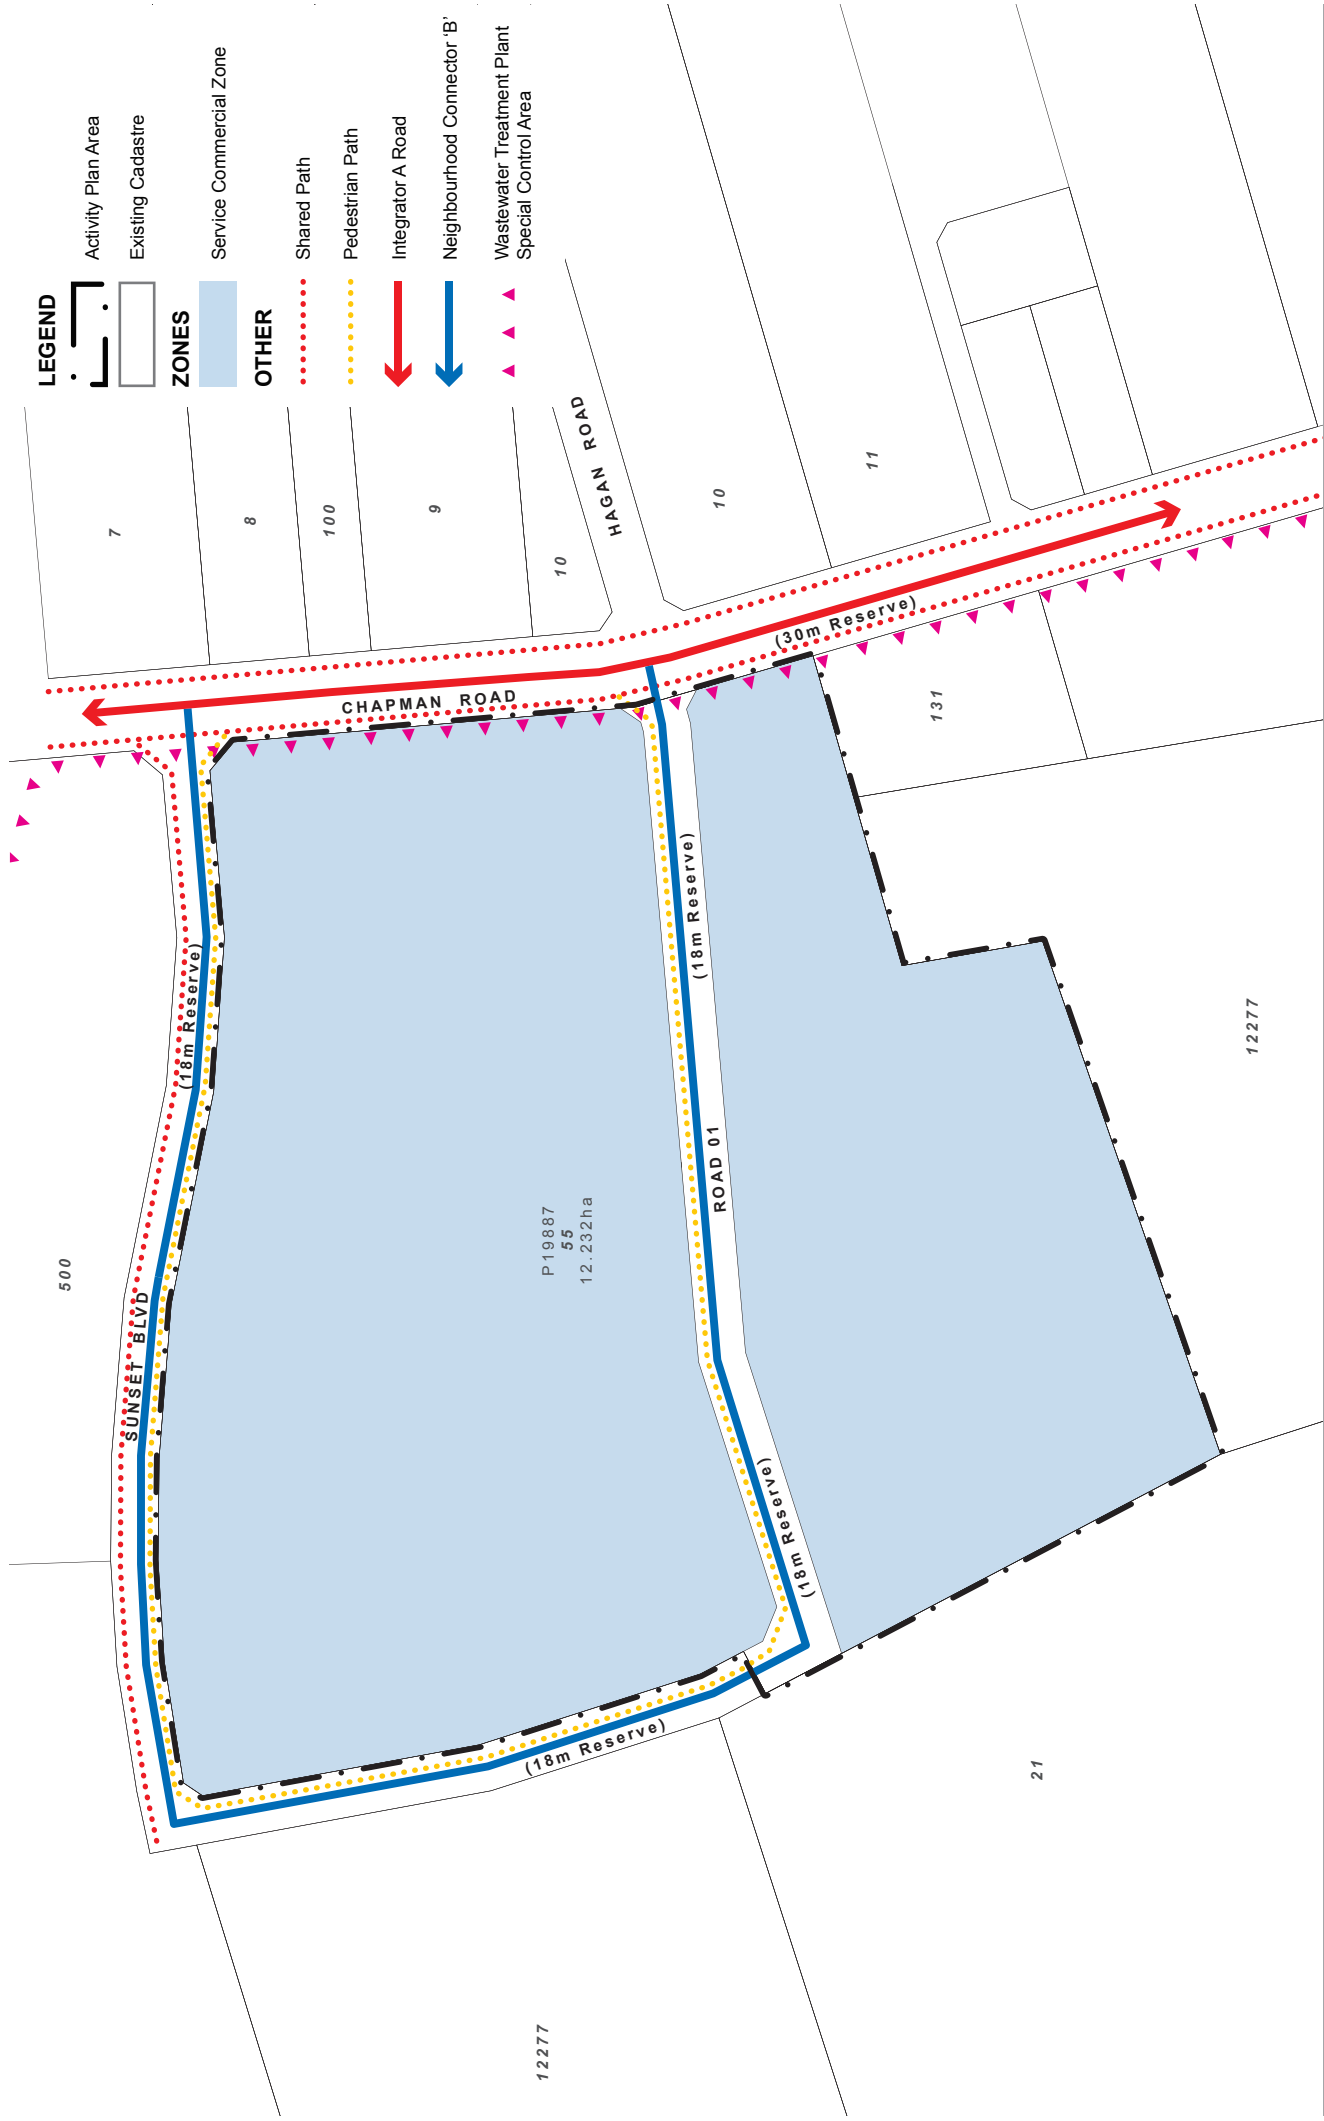 LEGEND
Activity Plan Area
Existing Cadastre
ZONES
Service Commercial Zone
OTHER
Shared Path
Pedestrian Path
Integrator A Road
Neighbourhood Connector 'B'
Wastewater Treatment Plant
Special Control Area
7
8
100
9
10
HAGAN ROAD
10
11
CHAPMAN ROAD
(30m Reserve)
131
12277
500
SUNSET BLVD
(18m Reserve)
P19887
55
12.232ha
(18m Reserve)
ROAD 01
(18m Reserve)
(18m Reserve)
21
12277